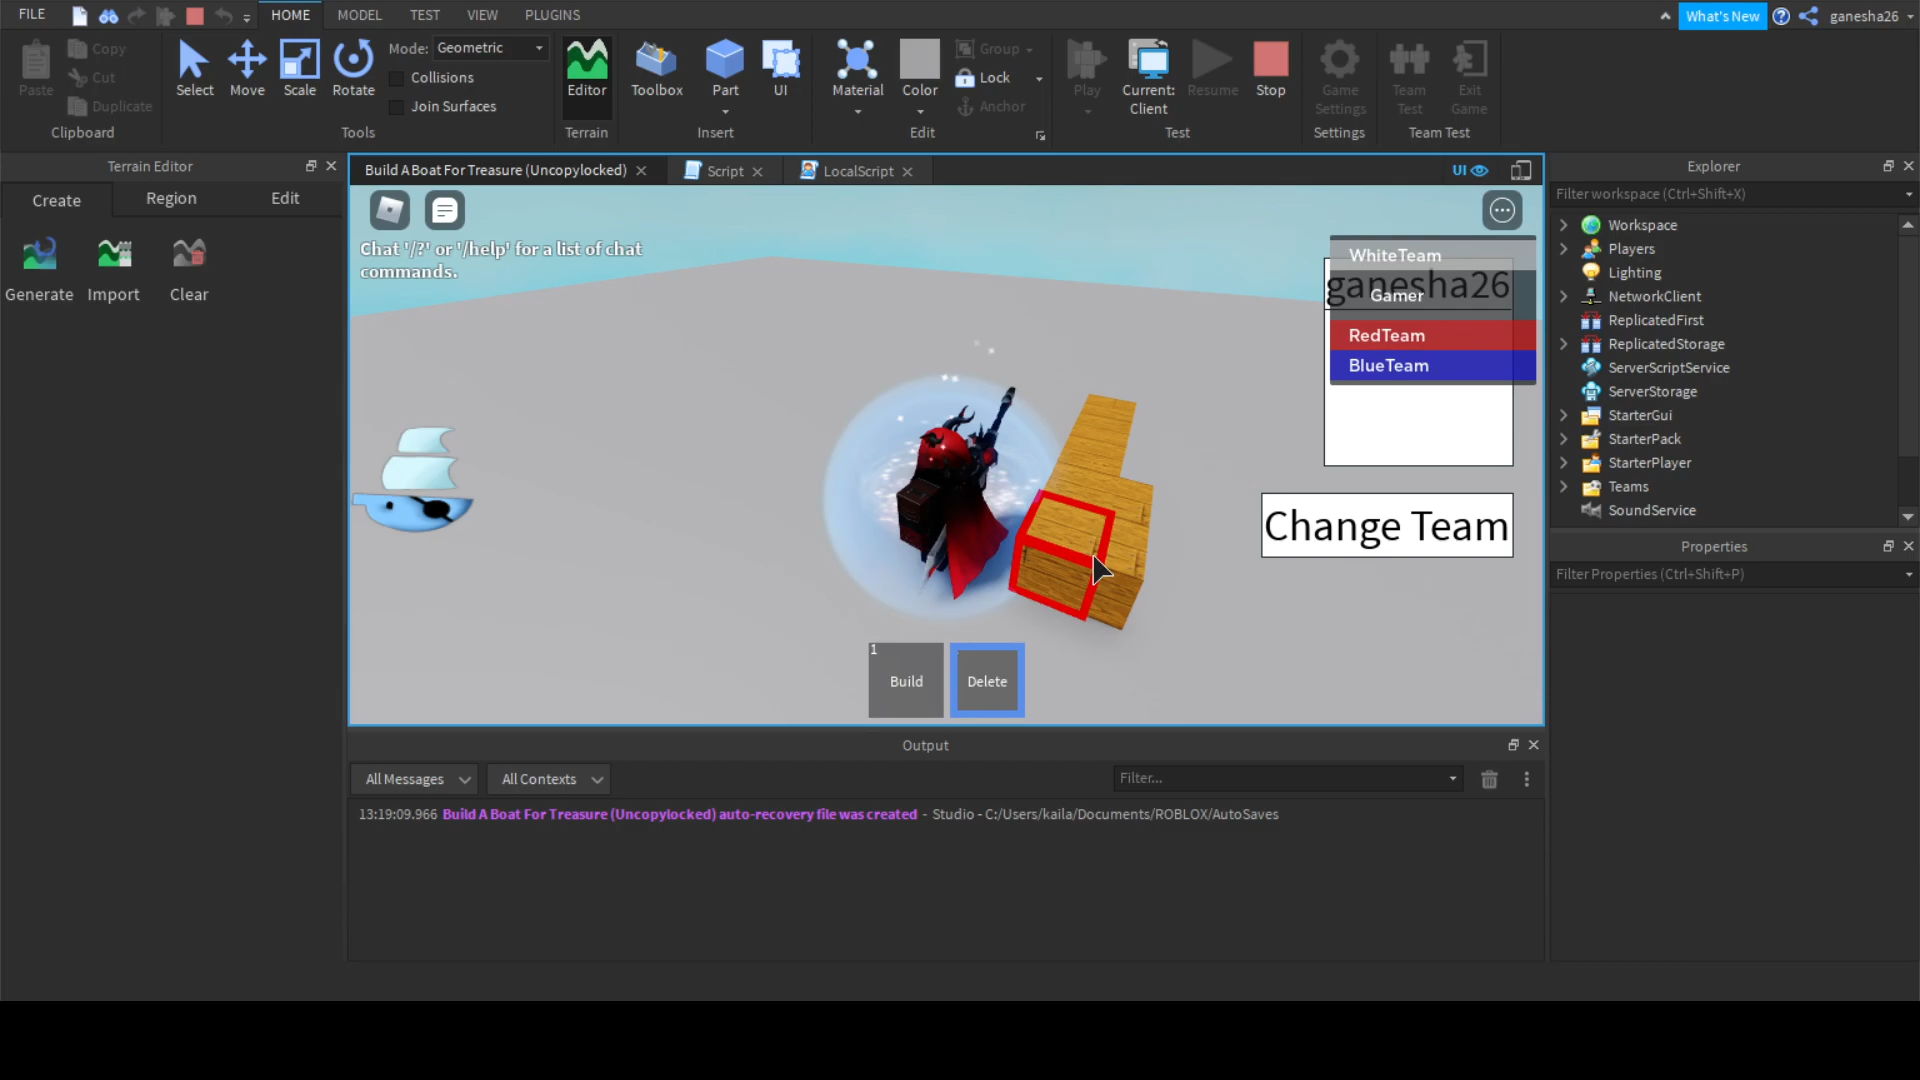 FILE
HOME
MODEL
TEST
VIEW
PLUGINS
What's New
ganesha26
Paste
Copy
Cut
Duplicate
Clipboard
Select
Move
Scale
Rotate
Mode:
Geometric
Collisions
Join Surfaces
Tools
Editor
Terrain
Toolbox
Part
UI
Insert
Material
Color
Group
Lock
Anchor
Edit
Play
Current:
Client
Resume
Stop
Test
Game
Settings
Settings
Team
Test
Exit
Game
Team Test
Terrain Editor
Create
Region
Edit
Generate
Import
Clear
Build A Boat For Treasure (Uncopylocked)
Script
LocalScript
UI
Chat '/?' or '/help' for a list of chat
commands.
WhiteTeam
ganesha26
Gamer
RedTeam
BlueTeam
Change Team
1
Build
Delete
Output
All Messages
All Contexts
Filter...
13:19:09.966 Build A Boat For Treasure (Uncopylocked) auto-recovery file was created - Studio - C:/Users/kaila/Documents/ROBLOX/AutoSaves
Explorer
Filter workspace (Ctrl+Shift+X)
Workspace
Players
Lighting
NetworkClient
ReplicatedFirst
ReplicatedStorage
ServerScriptService
ServerStorage
StarterGui
StarterPack
StarterPlayer
Teams
SoundService
Properties
Filter Properties (Ctrl+Shift+P)